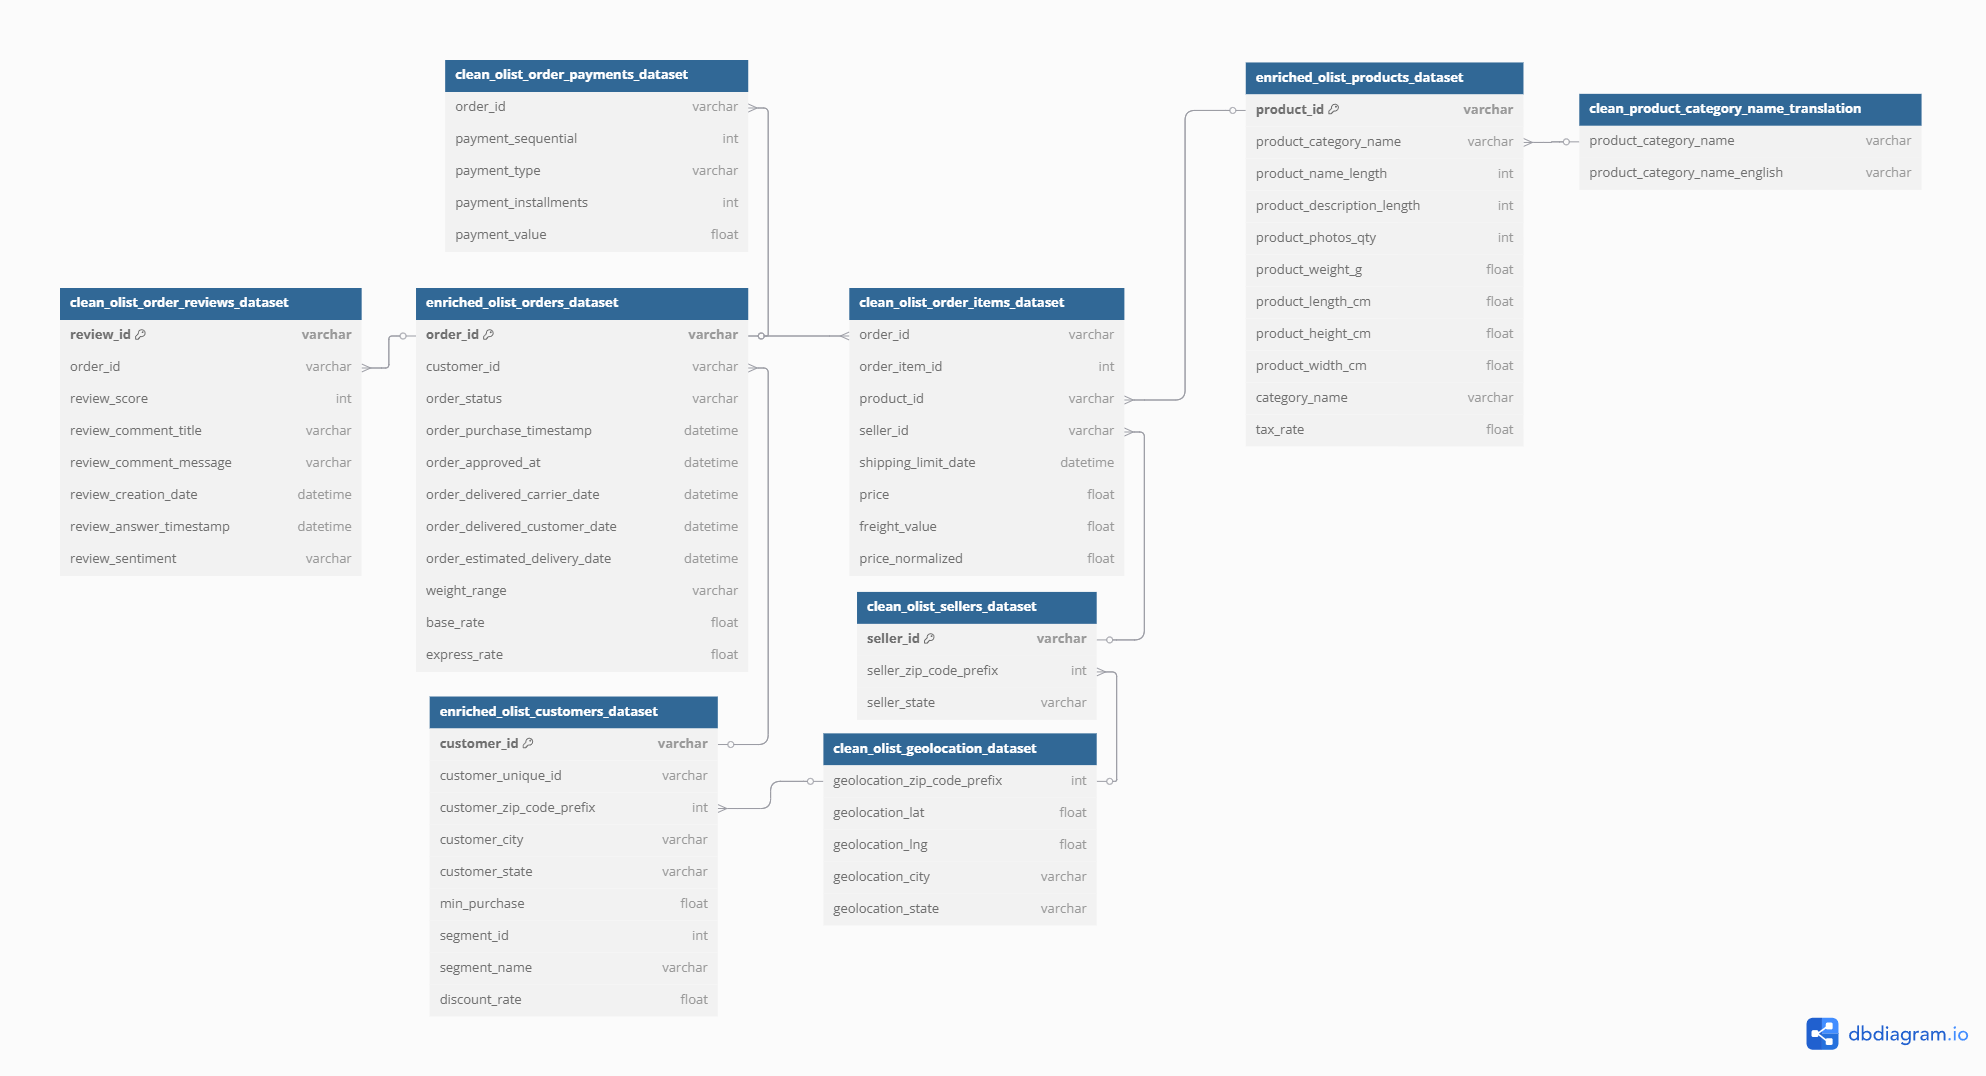 clean_olist_order_payments_dataset
order_id varchar
payment_sequential int
payment_type varchar
payment_installments int
payment_value float
enriched_olist_products_dataset
product_id varchar
product_category_name varchar
product_name_length int
product_description_length int
product_photos_qty int
product_weight_g float
product_length_cm float
product_height_cm float
product_width_cm float
category_name varchar
tax_rate float
clean_product_category_name_translation
product_category_name varchar
product_category_name_english varchar
clean_olist_order_reviews_dataset
review_id varchar
order_id varchar
review_score int
review_comment_title varchar
review_comment_message varchar
review_creation_date datetime
review_answer_timestamp datetime
review_sentiment varchar
enriched_olist_orders_dataset
order_id varchar
customer_id varchar
order_status varchar
order_purchase_timestamp datetime
order_approved_at datetime
order_delivered_carrier_date datetime
order_delivered_customer_date datetime
order_estimated_delivery_date datetime
weight_range varchar
base_rate float
express_rate float
clean_olist_order_items_dataset
order_id varchar
order_item_id int
product_id varchar
seller_id varchar
shipping_limit_date datetime
price float
freight_value float
price_normalized float
clean_olist_sellers_dataset
seller_id varchar
seller_zip_code_prefix int
seller_state varchar
enriched_olist_customers_dataset
customer_id varchar
customer_unique_id varchar
customer_zip_code_prefix int
customer_city varchar
customer_state varchar
min_purchase float
segment_id int
segment_name varchar
discount_rate float
clean_olist_geolocation_dataset
geolocation_zip_code_prefix int
geolocation_lat float
geolocation_lng float
geolocation_city varchar
geolocation_state varchar
dbdiagram.io